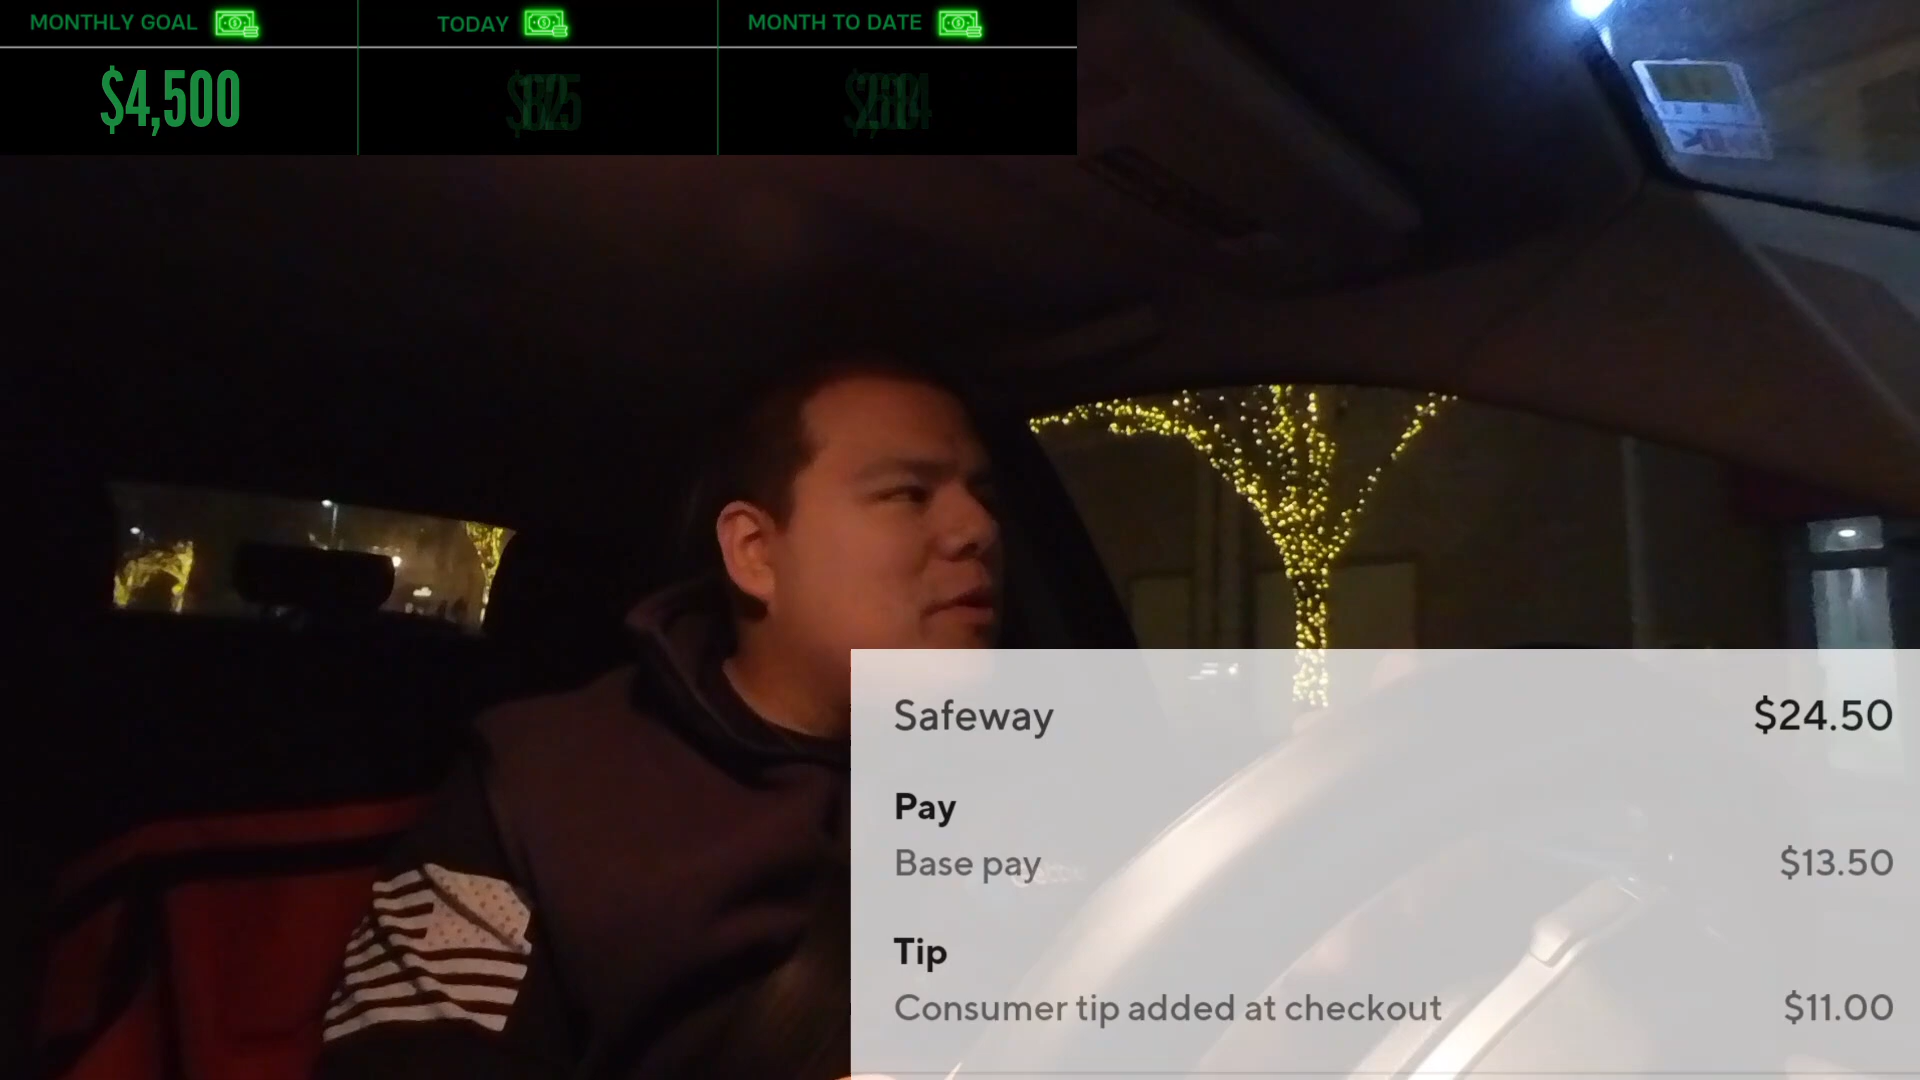 MONTHLY GOAL
TODAY
MONTH TO DATE
$4,500
Safeway
$24.50
Pay
Base pay
$13.50
Tip
Consumer tip added at checkout
$11.00